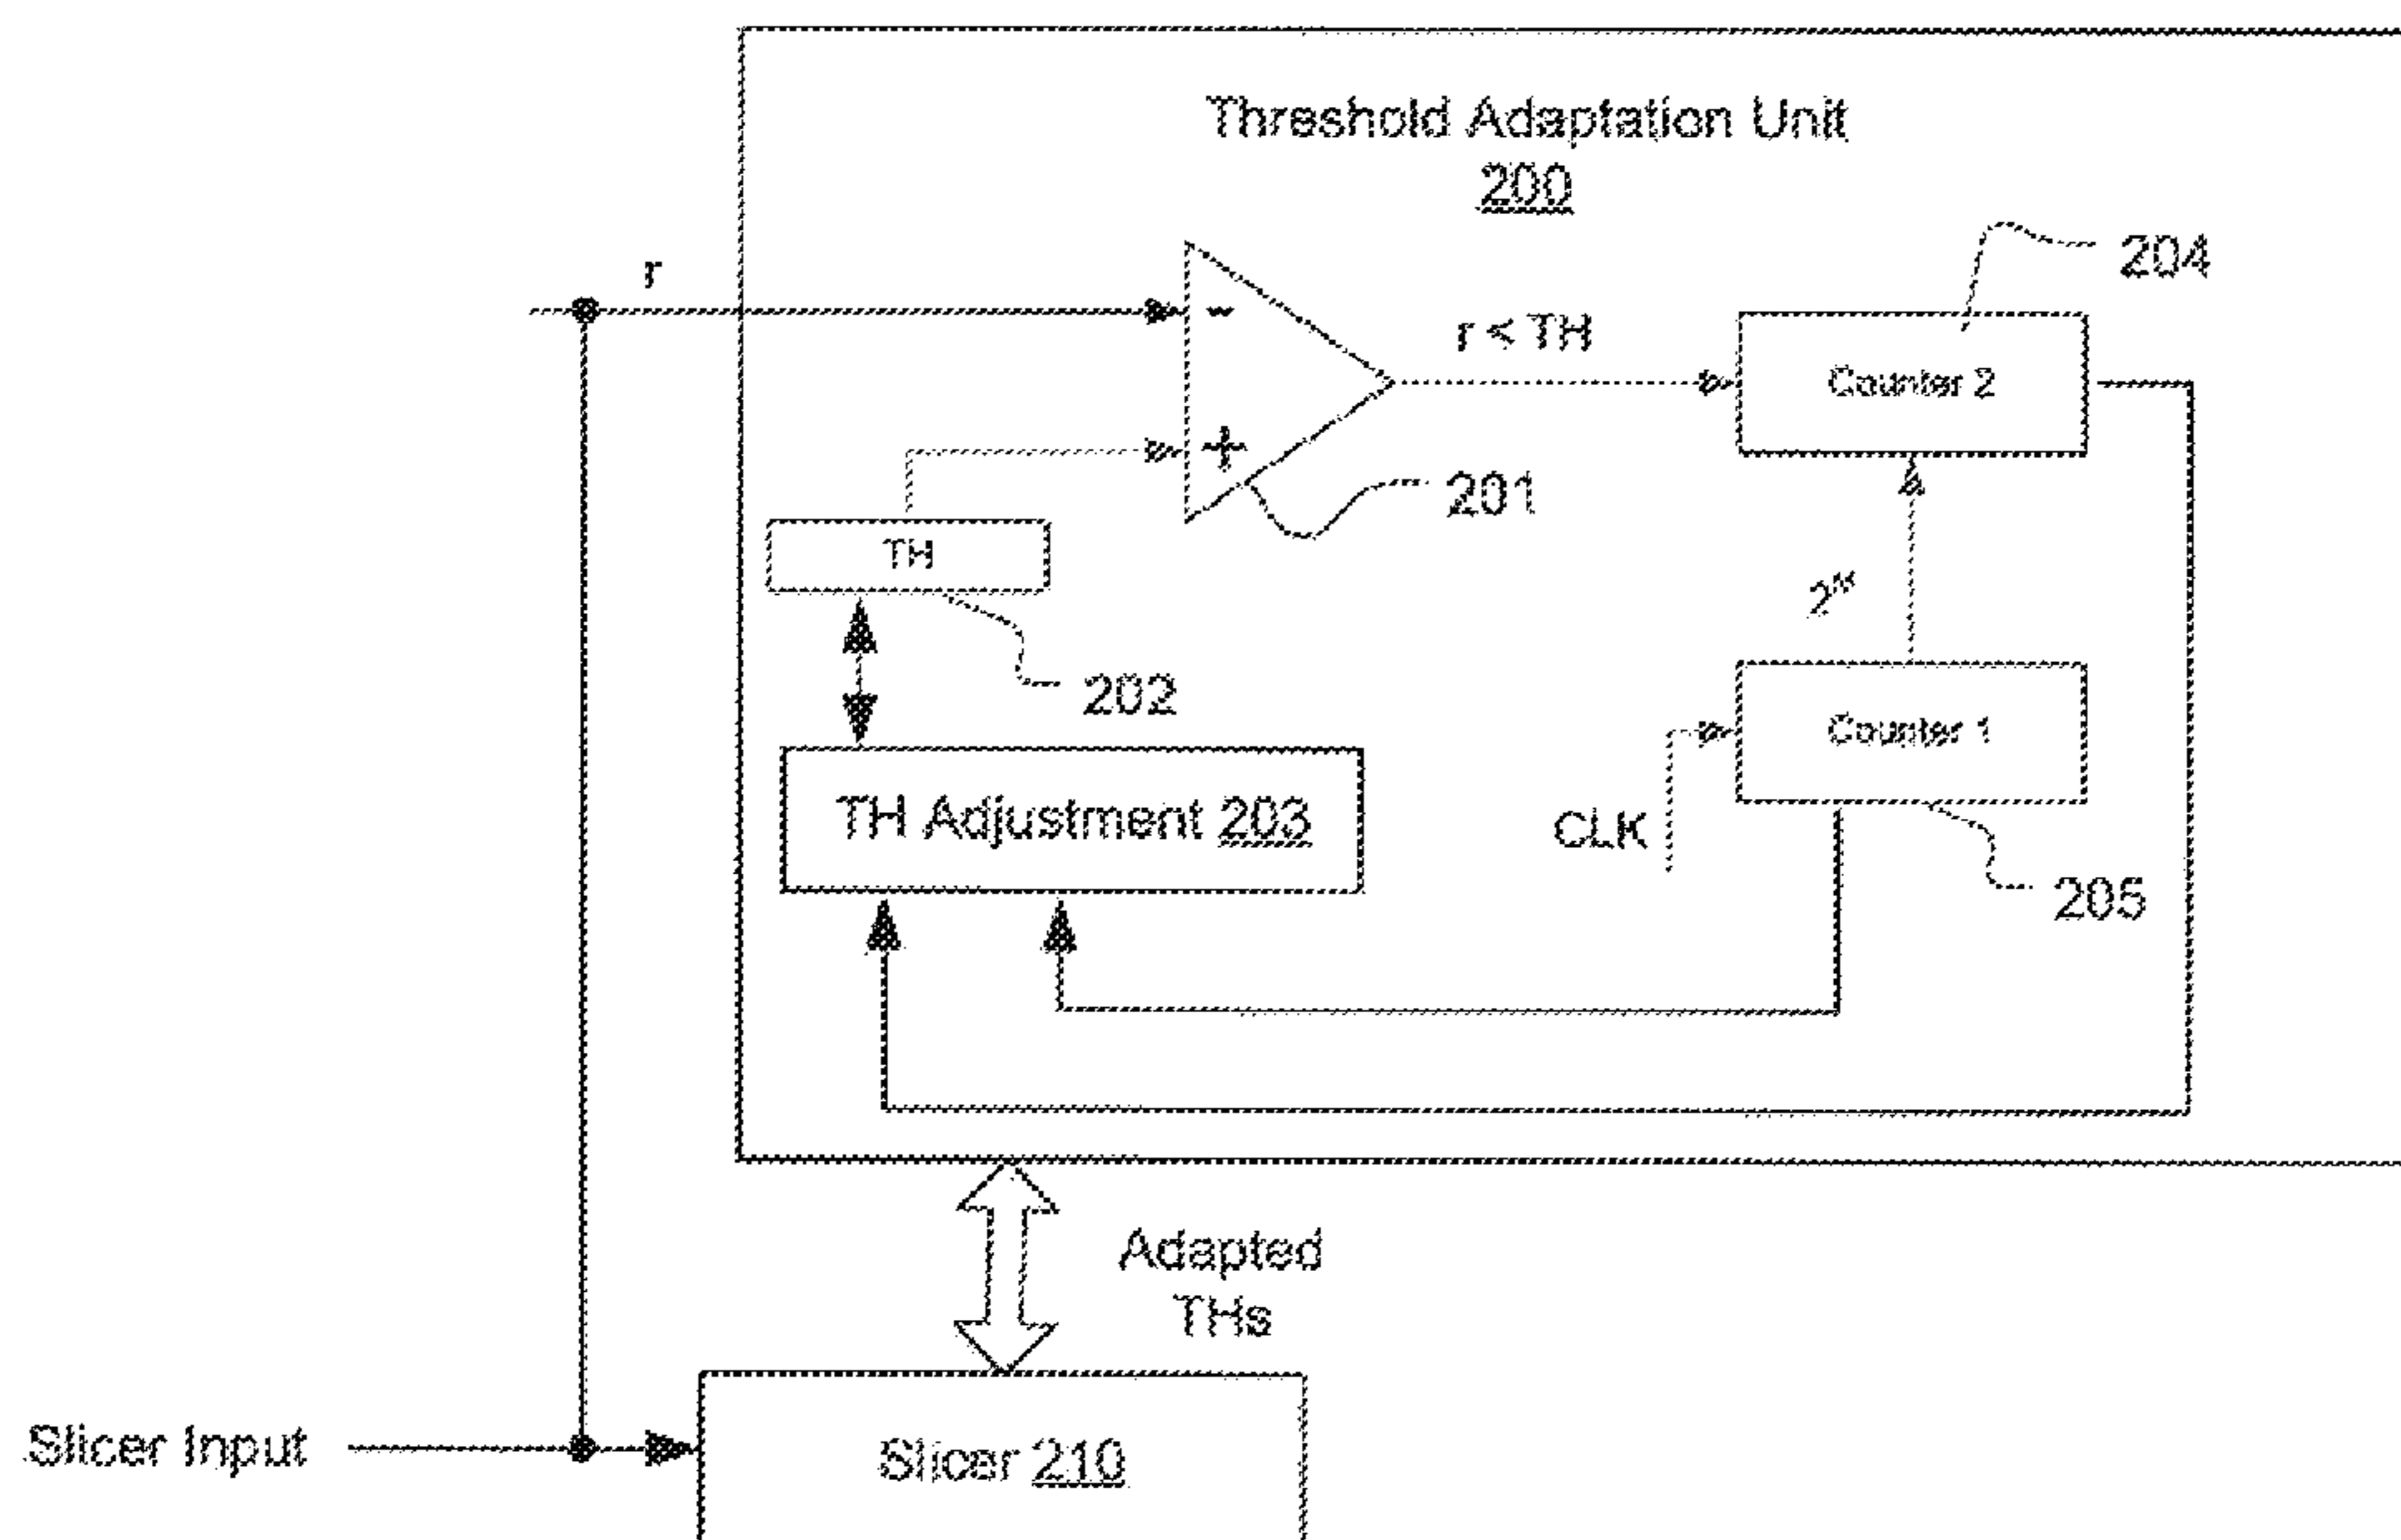 Threshold Adaptation Unit
200
r
-
r < TH
204
Counter 2
+
201
TH
202
Counter 1
TH Adjustment 203
CLK
205
Adapted
THs
Slicer Input
Slicer 210